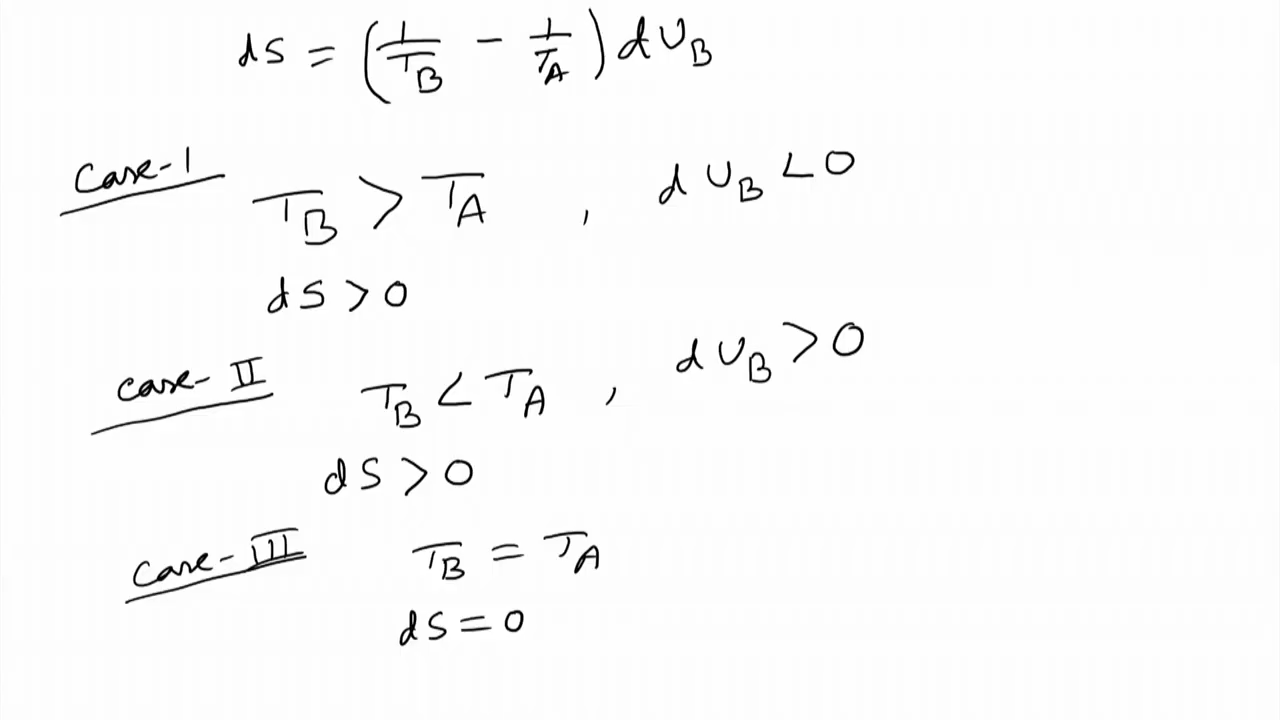 dS = (1/T_B - 1/T_A) dU_B
Case-I T_B > T_A , dU_B < 0
dS > 0
Case-II T_B < T_A , dU_B > 0
dS > 0
Case-III T_B = T_A
dS = 0